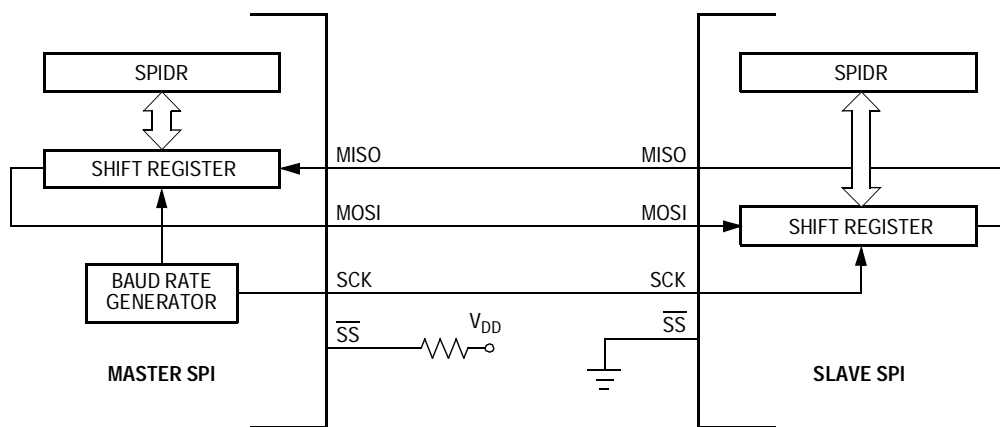 SPIDR
SHIFT REGISTER
BAUD RATE
GENERATOR
MASTER SPI
MISO
MOSI
SCK
SS
VDD
MISO
MOSI
SCK
SS
SPIDR
SHIFT REGISTER
SLAVE SPI